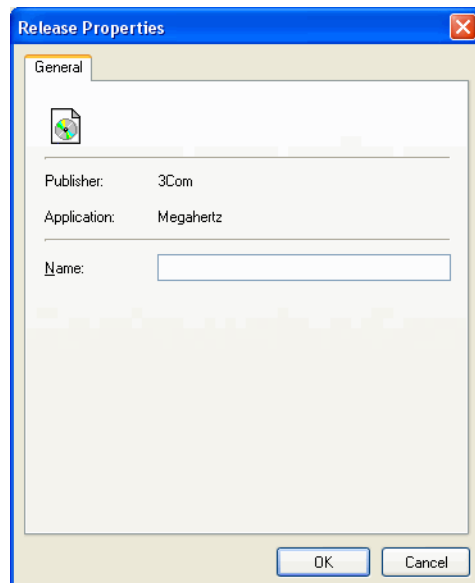 Release Properties
General
Publisher: 3Com
Application: Megahertz
Name:
OK Cancel